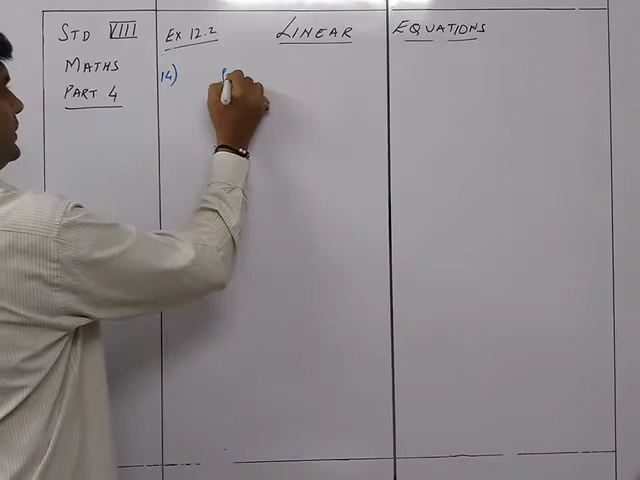 STD VIII
MATHS
PART 4
EX 12.2
LINEAR EQUATIONS
14)